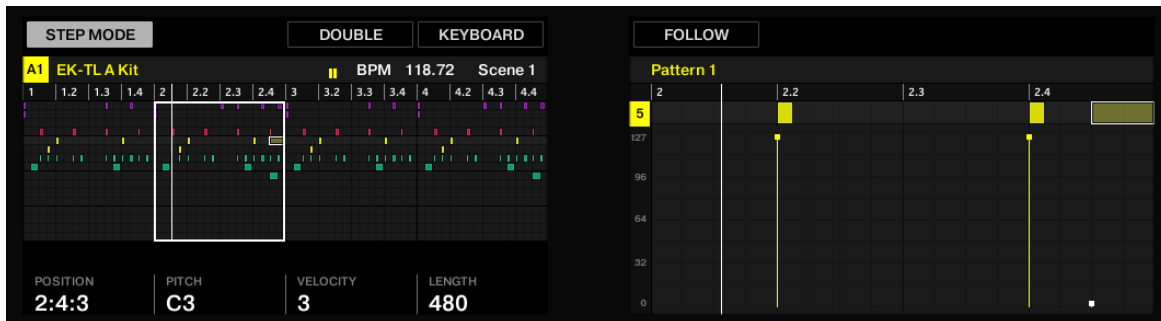 STEP MODE DOUBLE KEYBOARD
A1 EK-TL A Kit BPM 118.72 Scene 1
1 1.2 1.3 1.4 2 2.2 2.3 2.4 3 3.2 3.3 3.4 4 4.2 4.3 4.4
POSITION PITCH VELOCITY LENGTH
2:4:3 C3 3 480
FOLLOW
Pattern 1
2 2.2 2.3 2.4
5
127
96
64
32
0